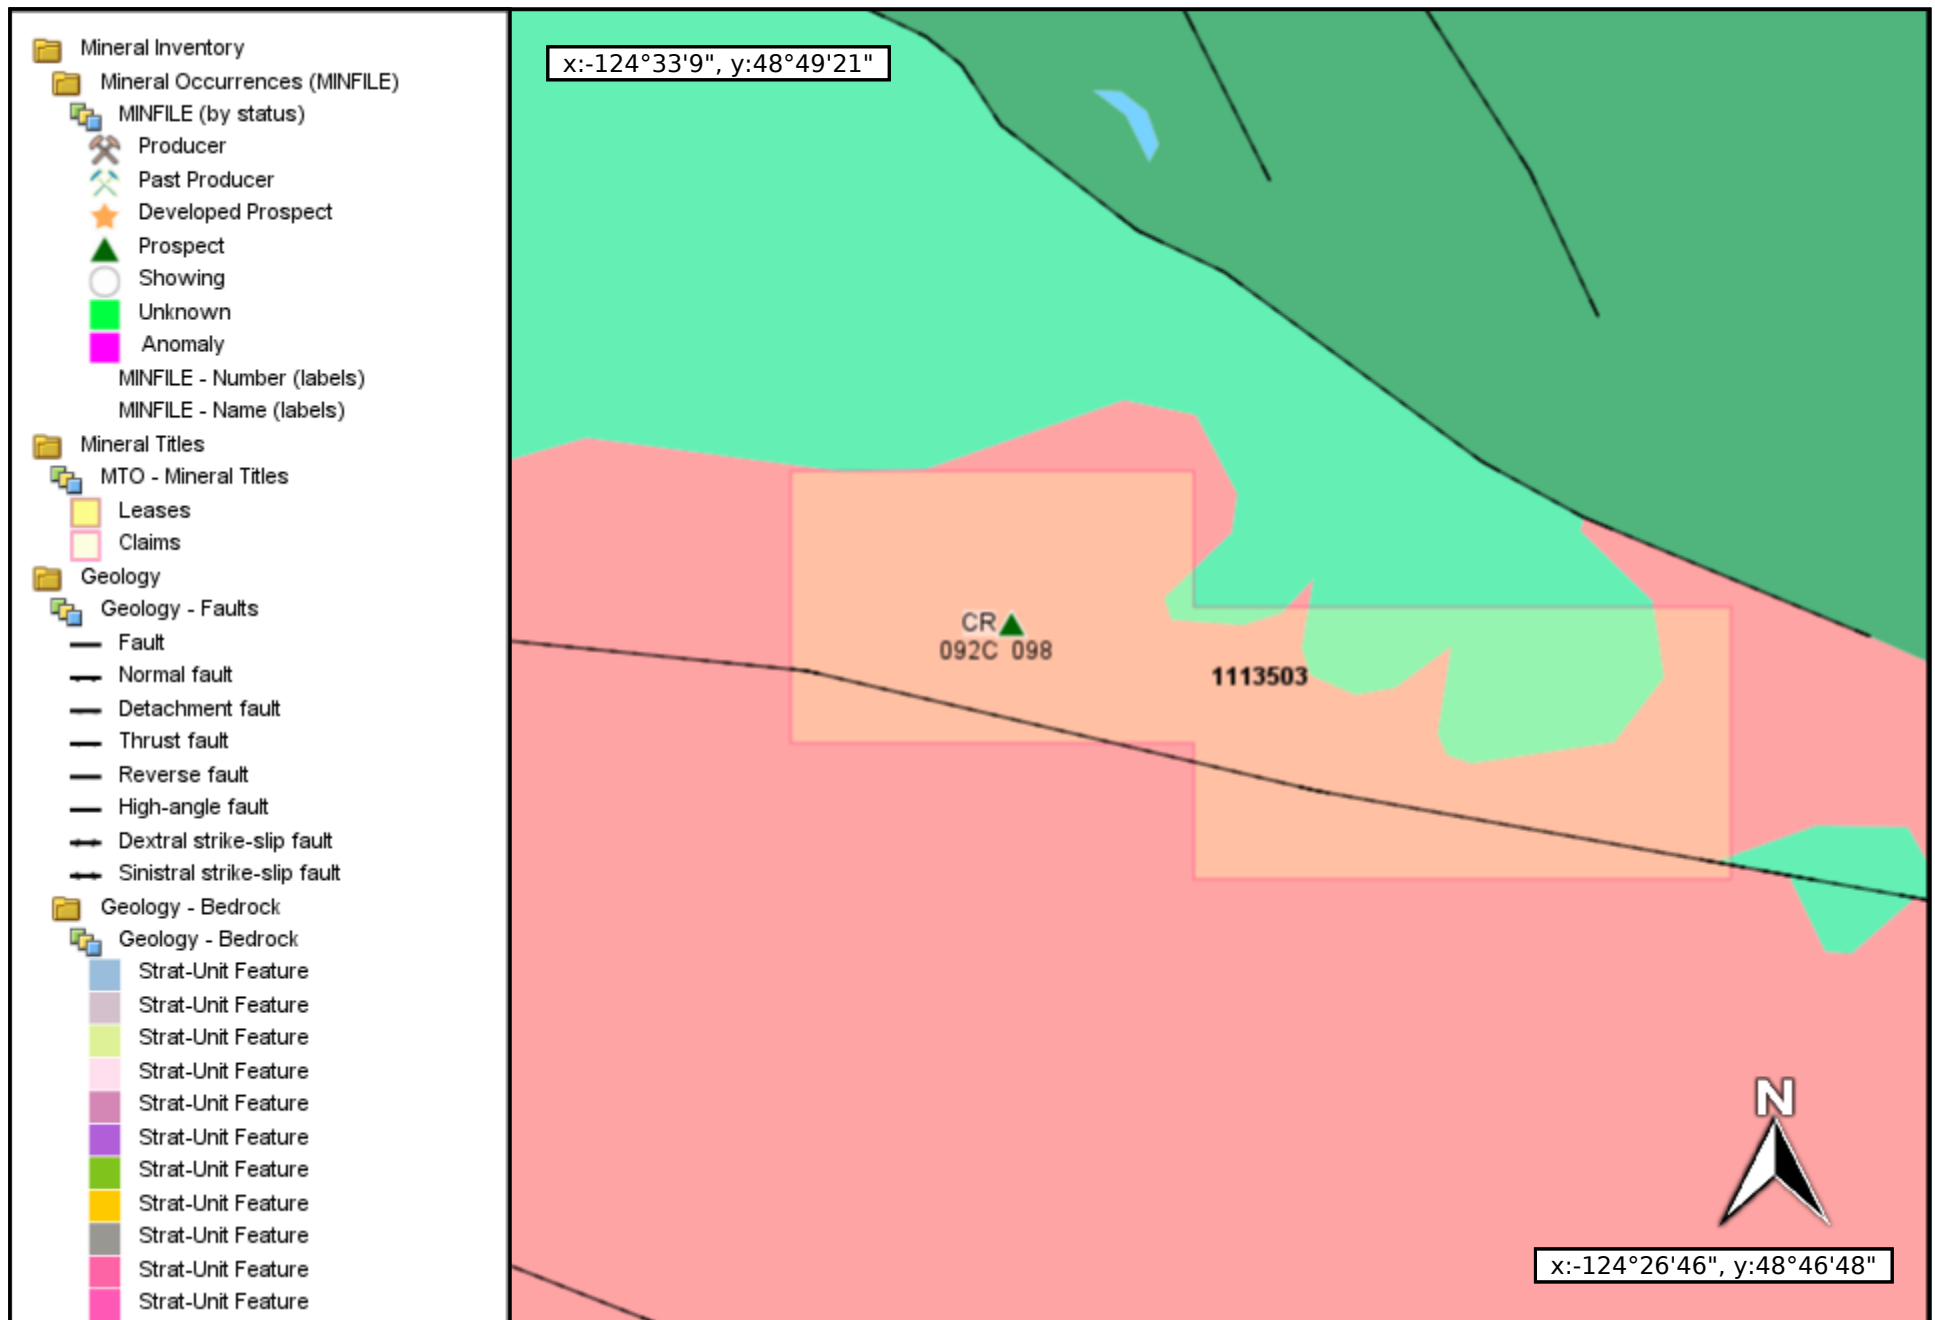 Mineral Inventory
Mineral Occurrences (MINFILE)
MINFILE (by status)
Producer
Past Producer
Developed Prospect
Prospect
Showing
Unknown
Anomaly
MINFILE - Number (labels)
MINFILE - Name (labels)
Mineral Titles
MTO - Mineral Titles
Leases
Claims
Geology
Geology - Faults
Fault
Normal fault
Detachment fault
Thrust fault
Reverse fault
High-angle fault
Dextral strike-slip fault
Sinistral strike-slip fault
Geology - Bedrock
Geology - Bedrock
Strat-Unit Feature
Strat-Unit Feature
Strat-Unit Feature
Strat-Unit Feature
Strat-Unit Feature
Strat-Unit Feature
Strat-Unit Feature
Strat-Unit Feature
Strat-Unit Feature
Strat-Unit Feature
Strat-Unit Feature
x:-124°33'9", y:48°49'21"
CR
092C 098
1113503
N
x:-124°26'46", y:48°46'48"